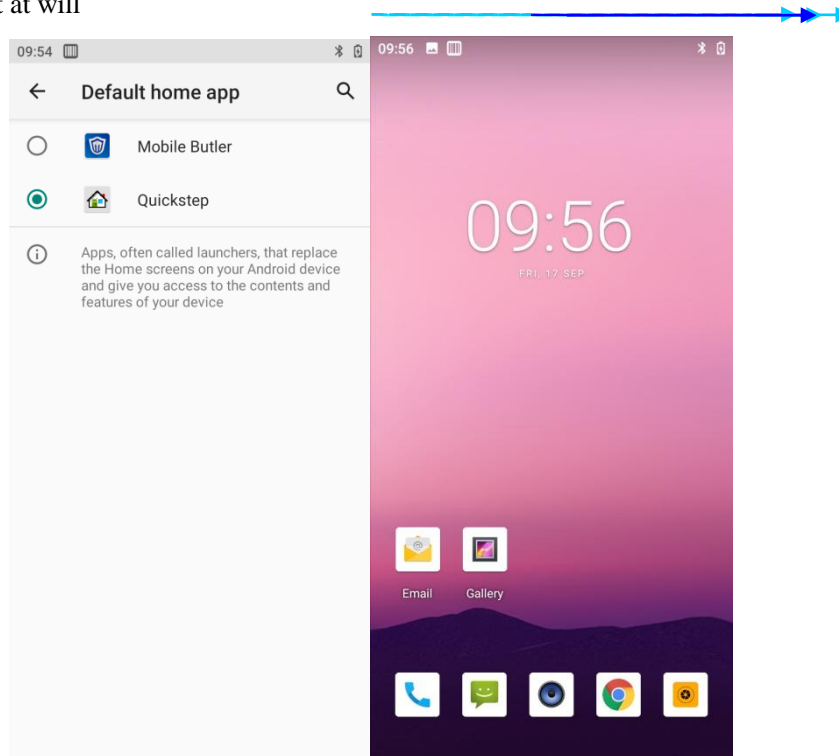 at will
09:54
Default home app
Mobile Butler
Quickstep
Apps, often called launchers, that replace
the Home screens on your Android device
and give you access to the contents and
features of your device
09:56
09:56
FRI, 17 SEP
Email Gallery